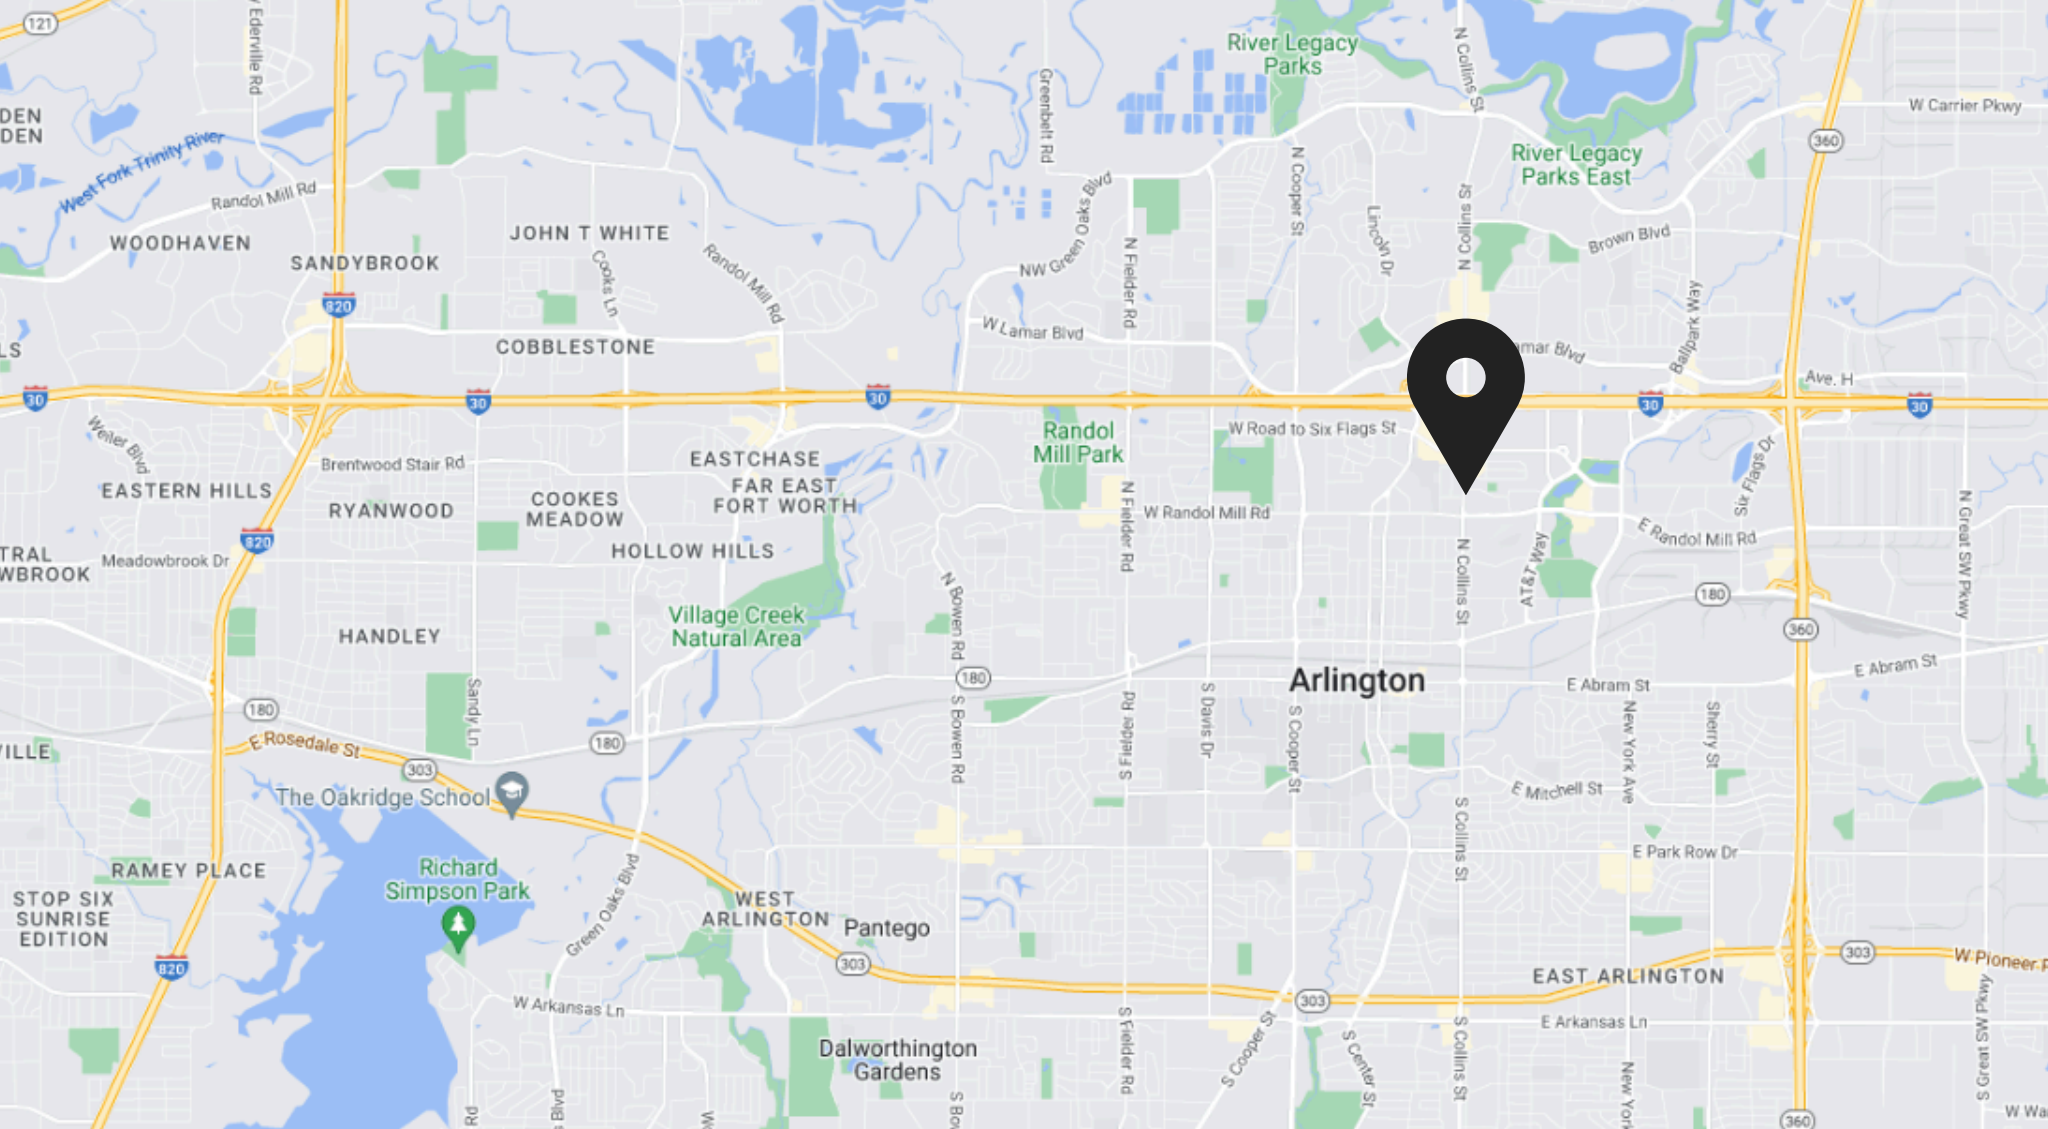 121
y Ederville Rd
River Legacy
Parks
N Collins St
Greenbelt Rd
W Carrier Pkwy
DEN
DEN
West Fork Trinity River
360
River Legacy
Parks East
Randol Mill Rd
N Cooper St
NW Green Oaks Blvd
N Collins St
Lincoln Dr
WOODHAVEN
JOHN T WHITE
SANDYBROOK
Cooks Ln
Randol Mill Rd
N Fielder Rd
Brown Blvd
820
W Lamar Blvd
Ballpark Way
LS
COBBLESTONE
amar Blvd
Ave. H
30
30
30
30
30
Weiler Blvd
Randol
Mill Park
W Road to Six Flags St
Brentwood Stair Rd
EASTCHASE
FAR EAST
FORT WORTH
Six Flags Dr
EASTERN HILLS
RYANWOOD
COOKES
MEADOW
N Fielder Rd
W Randol Mill Rd
N Great SW Pkwy
820
HOLLOW HILLS
E Randol Mill Rd
TRAL
WBROOK
Meadowbrook Dr
N Collins St
AT&T Way
180
N Bowen Rd
Village Creek
Natural Area
HANDLEY
360
180
Arlington
E Abram St
E Abram St
Sandy Ln
180
180
S Bowen Rd
S Fielder Rd
S Davis Dr
S Cooper St
New York Ave
Sherry St
VILLE
E Rosedale St
303
The Oakridge School
E Mitchell St
S Collins St
E Park Row Dr
RAMEY PLACE
Richard
Simpson Park
Green Oaks Blvd
STOP SIX
SUNRISE
EDITION
WEST
ARLINGTON
Pantego
820
303
303
W Pioneer P
EAST ARLINGTON
303
W Arkansas Ln
E Arkansas Ln
S Fielder Rd
S Cooper St
S Center St
S Collins St
S Great SW Pkwy
Dalworthington
Gardens
Rd
s Blvd
Wo
S Bo
New York
360
W Wa